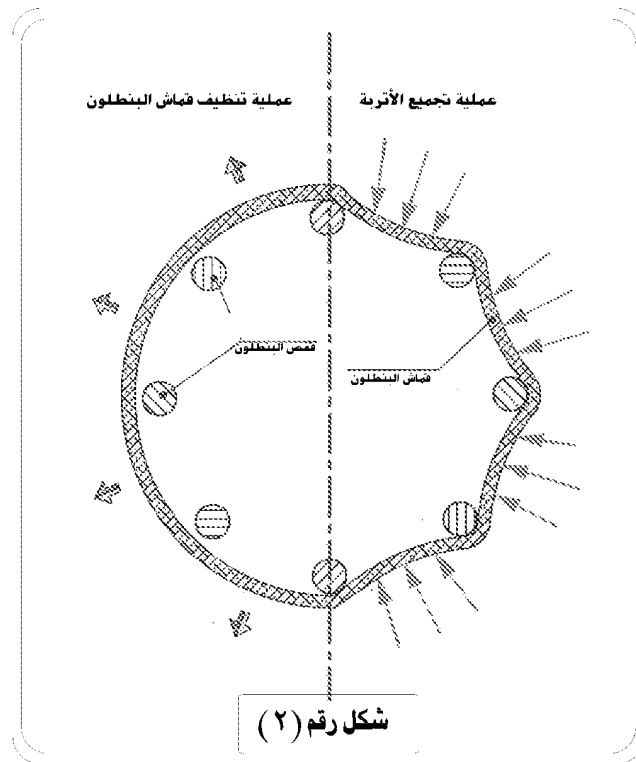 عملية تجميع الأتربة
عملية تنظيف قماش البنطلون
قفص البنطلون
قماش البنطلون
شكل رقم (٢)